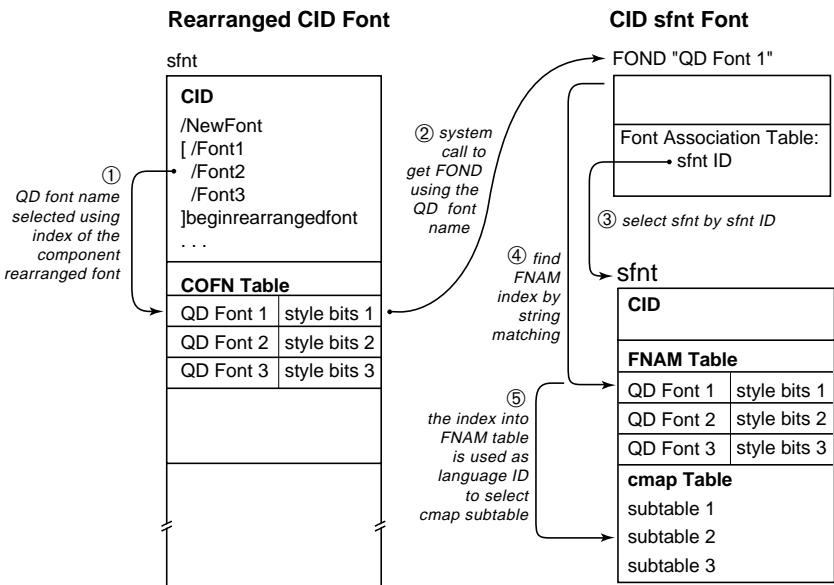 Rearranged CID Font
sfnt
CID
/NewFont
[ /Font1
/Font2
/Font3
]beginrearrangedfont
. . .
COFN Table
QD Font 1 style bits 1
QD Font 2 style bits 2
QD Font 3 style bits 3
①
QD font name
selected using
index of the
component
rearranged font
② system
call to
get FOND
using the
QD font
name
CID sfnt Font
FOND "QD Font 1"
Font Association Table:
sfnt ID
③ select sfnt by sfnt ID
④ find
FNAM
index by
string
matching
sfnt
CID
FNAM Table
QD Font 1 style bits 1
QD Font 2 style bits 2
QD Font 3 style bits 3
cmap Table
subtable 1
subtable 2
subtable 3
⑤
the index into
FNAM table
is used as
language ID
to select
cmap subtable